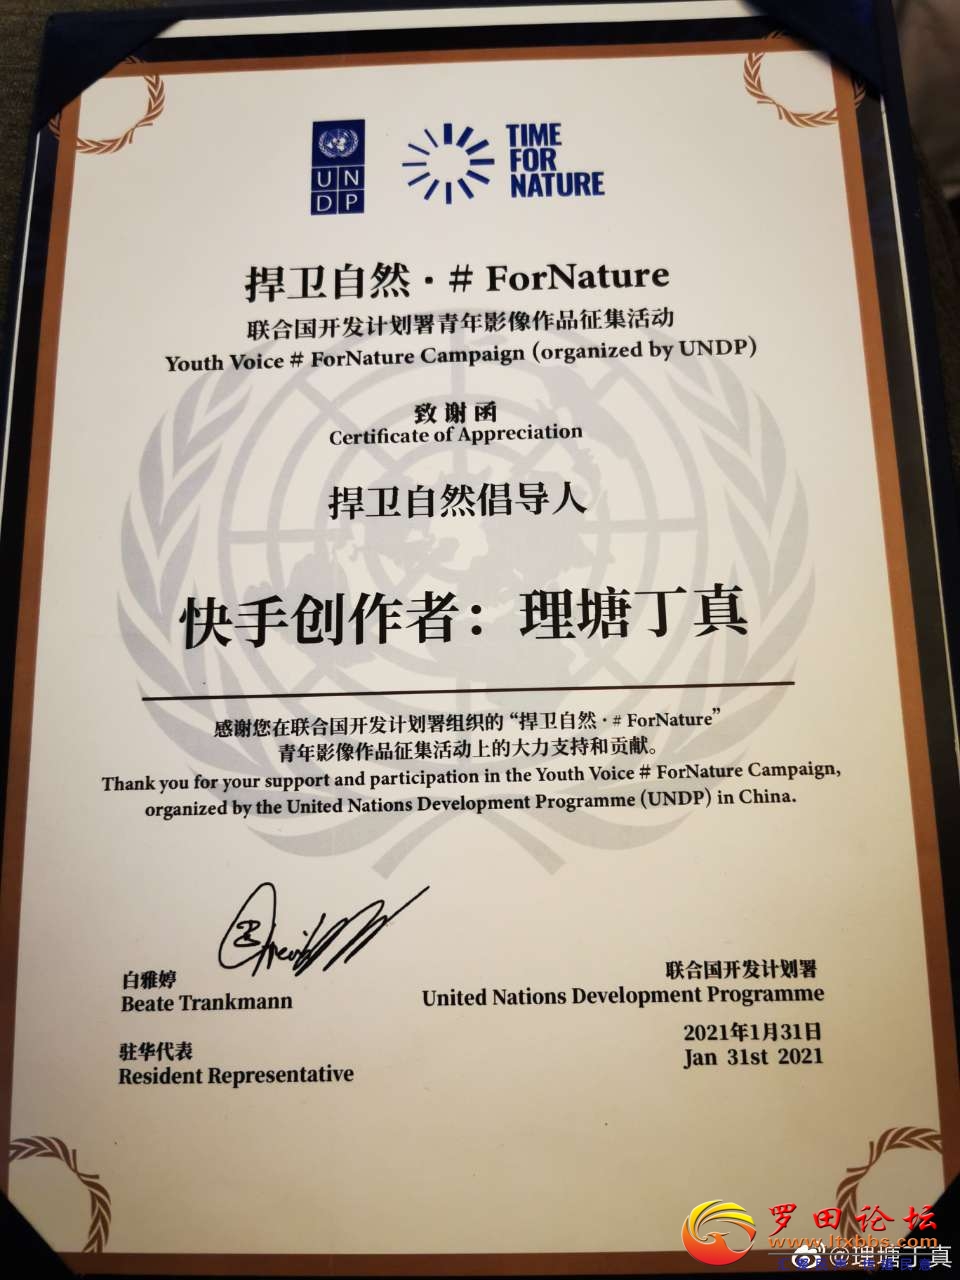 UN
DP
TIME
FOR
NATURE
捍卫自然·# ForNature
联合国开发计划署青年影像作品征集活动
Youth Voice # ForNature Campaign (organized by UNDP)
致谢函
Certificate of Appreciation
捍卫自然倡导人
快手创作者：理塘丁真
感谢您在联合国开发计划署组织的“捍卫自然·# ForNature”
青年影像作品征集活动上的大力支持和贡献。
Thank you for your support and participation in the Youth Voice # ForNature Campaign,
organized by the United Nations Development Programme (UNDP) in China.
白雅婷
Beate Trankmann
驻华代表
Resident Representative
联合国开发计划署
United Nations Development Programme
2021年1月31日
Jan 31st 2021
罗田论坛
www.ltxbbs.com
@理塘丁真